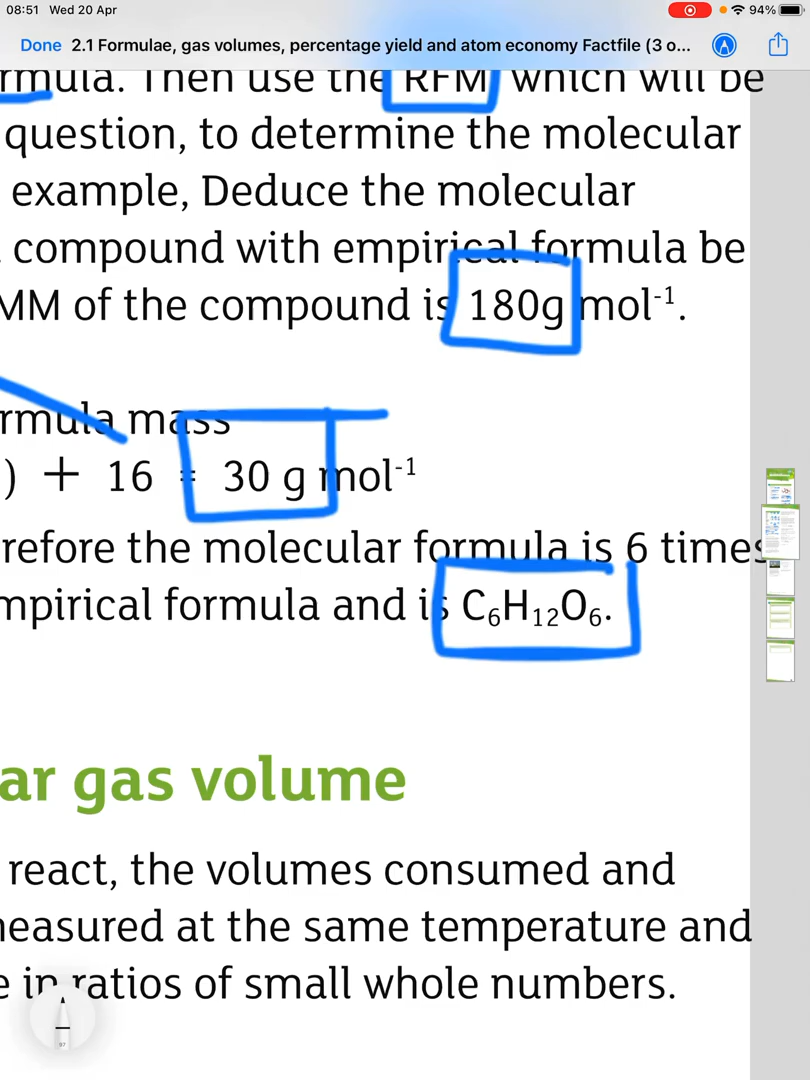 08:51 Wed 20 Apr 94%
Done 2.1 Formulae, gas volumes, percentage yield and atom economy Factfile (3 o...
rmula. Then use the RFM which will be
question, to determine the molecular
example, Deduce the molecular
compound with empirical formula be
MM of the compound is 180g mol⁻¹.
rmula mass
) + 16 = 30 g mol⁻¹
refore the molecular formula is 6 times
mpirical formula and is C₆H₁₂O₆.
ar gas volume
react, the volumes consumed and
measured at the same temperature and
e in ratios of small whole numbers.
97